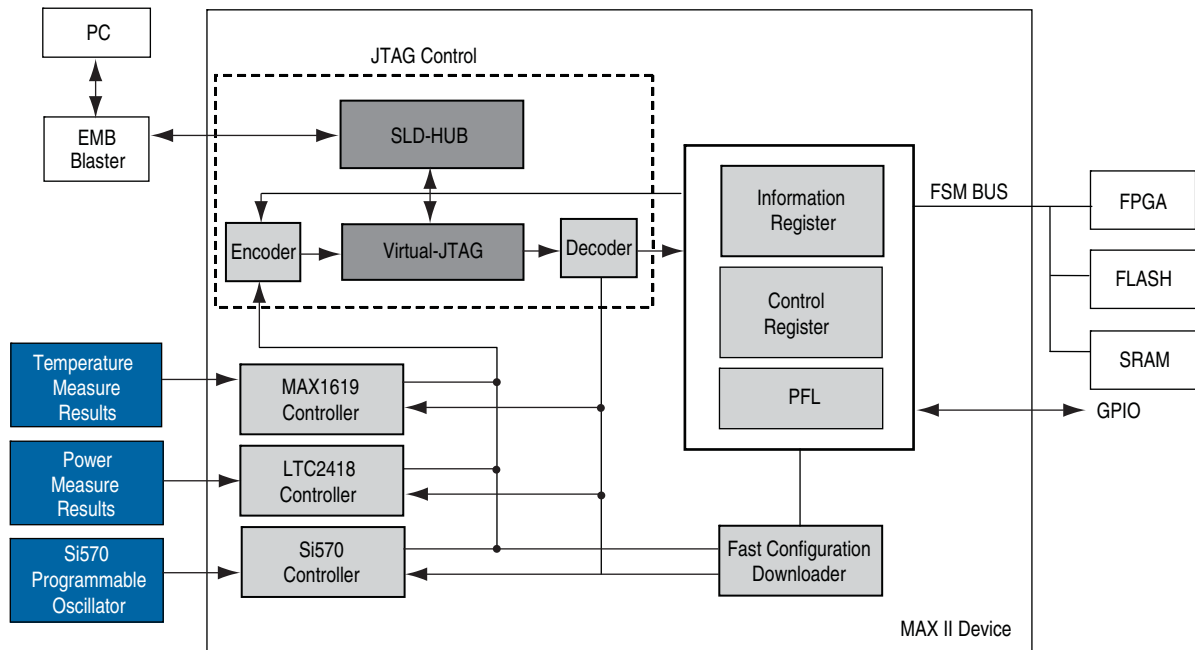 PC
JTAG Control
EMB
Blaster
SLD-HUB
Encoder
Virtual-JTAG
Decoder
Information
Register
Control
Register
PFL
FSM BUS
FPGA
FLASH
SRAM
GPIO
Temperature
Measure
Results
MAX1619
Controller
Power
Measure
Results
LTC2418
Controller
Si570
Programmable
Oscillator
Si570
Controller
Fast Configuration
Downloader
MAX II Device